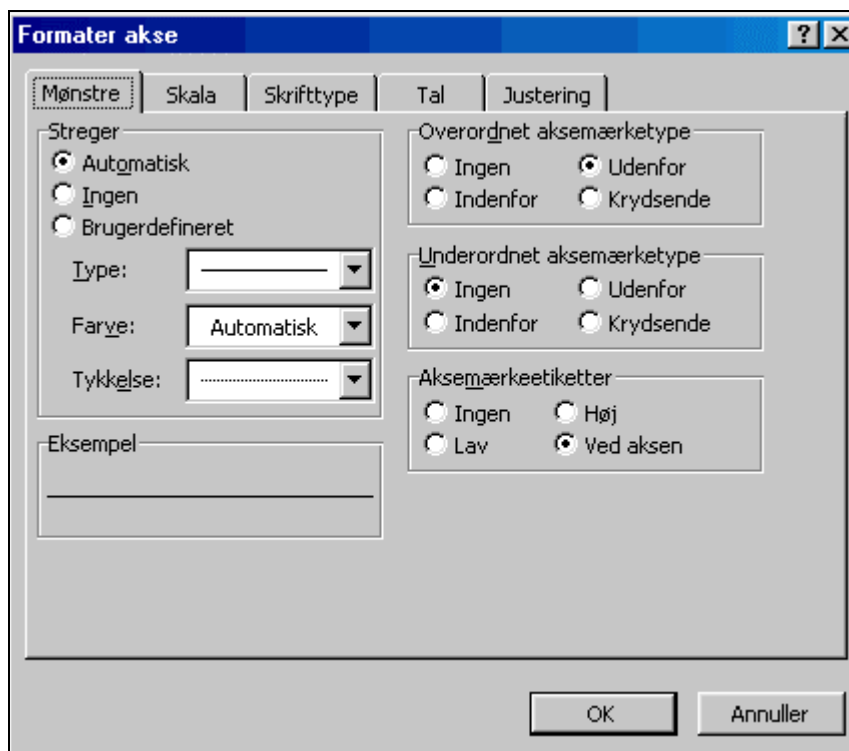 Formater akse
Mønstre Skala Skrifttype Tal Justering
Streger
Automatisk
Ingen
Brugerdefineret
Type:
Farve: Automatisk
Tykkelse:
Eksempel
Overordnet aksemærketype
Ingen Udenfor
Indenfor Krydsende
Underordnet aksemærketype
Ingen Udenfor
Indenfor Krydsende
Aksemærkeetiketter
Ingen Høj
Lav Ved aksen
OK Annuller